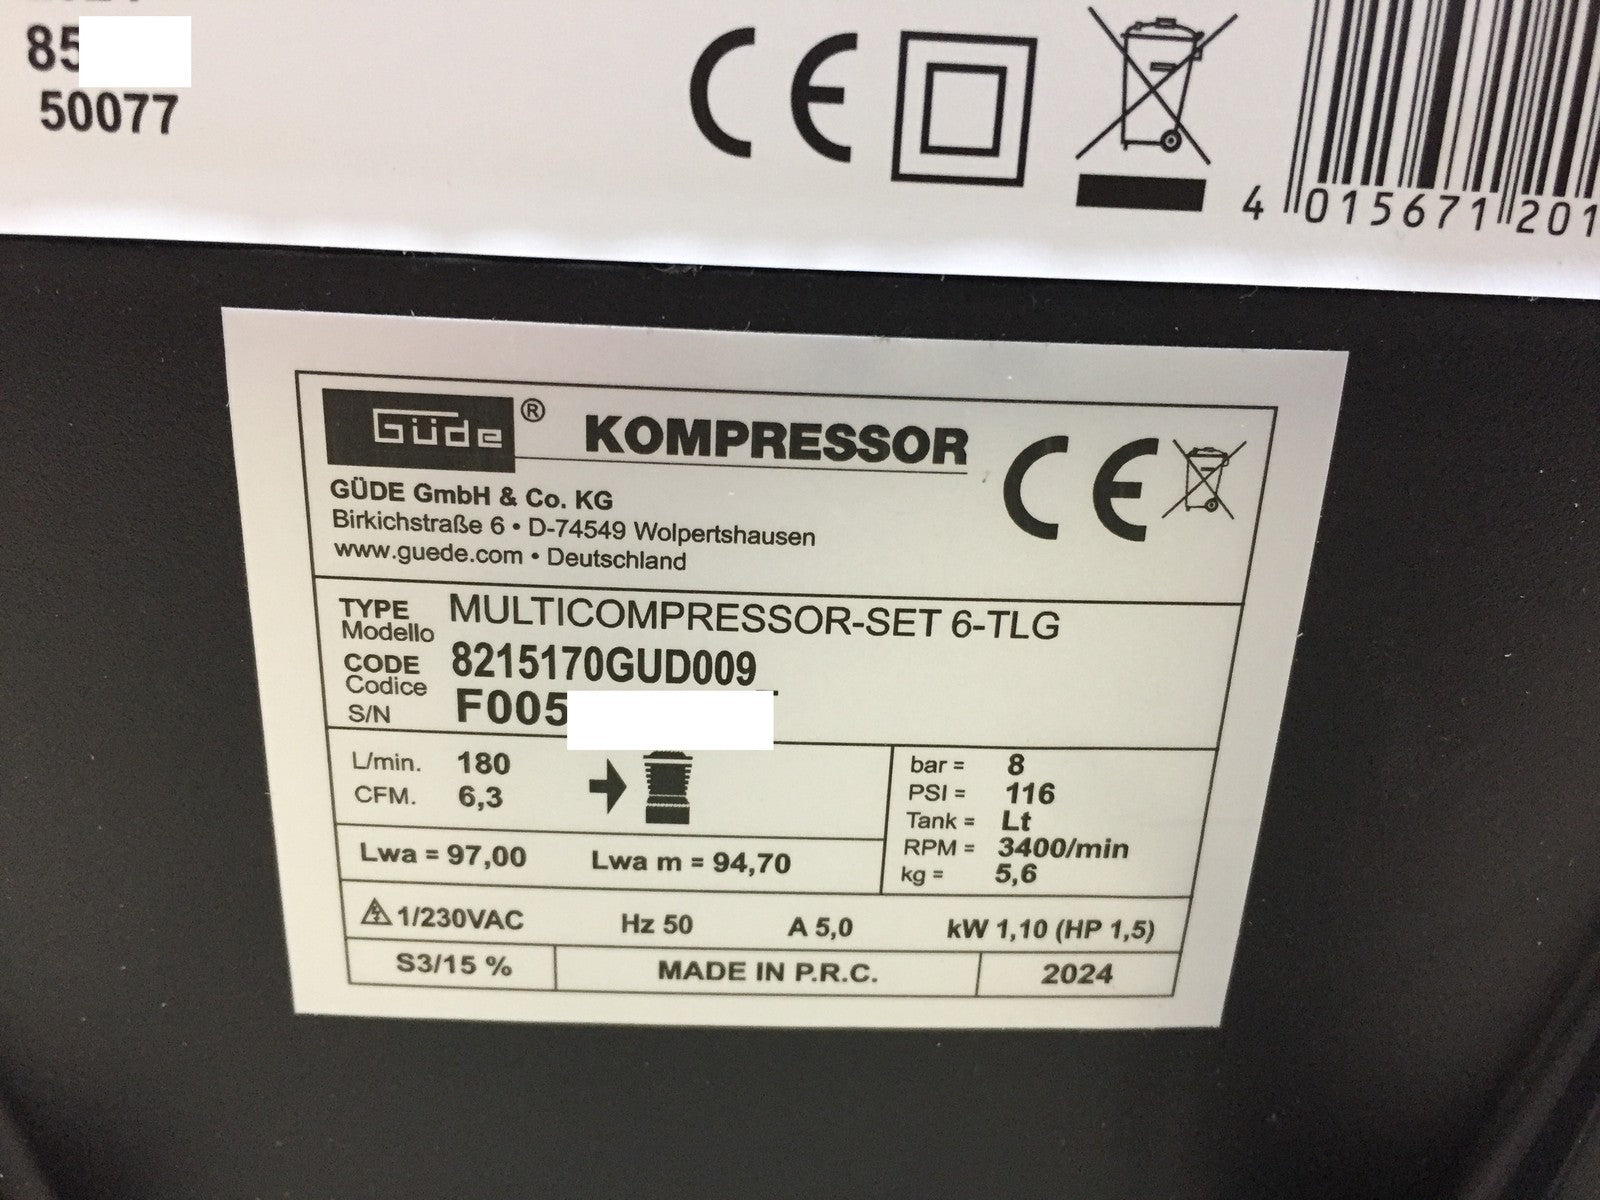 85
50077
CE
4 015671 201
Güde® KOMPRESSOR CE
GÜDE GmbH & Co. KG
Birkichstraße 6 • D-74549 Wolpertshausen
www.guede.com • Deutschland
TYPE MULTICOMPRESSOR-SET 6-TLG
Modello
CODE 8215170GUD009
Codice
S/N F005
L/min. 180
CFM. 6,3
bar = 8
PSI = 116
Tank = Lt
RPM = 3400/min
kg = 5,6
Lwa = 97,00 Lwa m = 94,70
1/230VAC Hz 50 A 5,0 kW 1,10 (HP 1,5)
S3/15 % MADE IN P.R.C. 2024